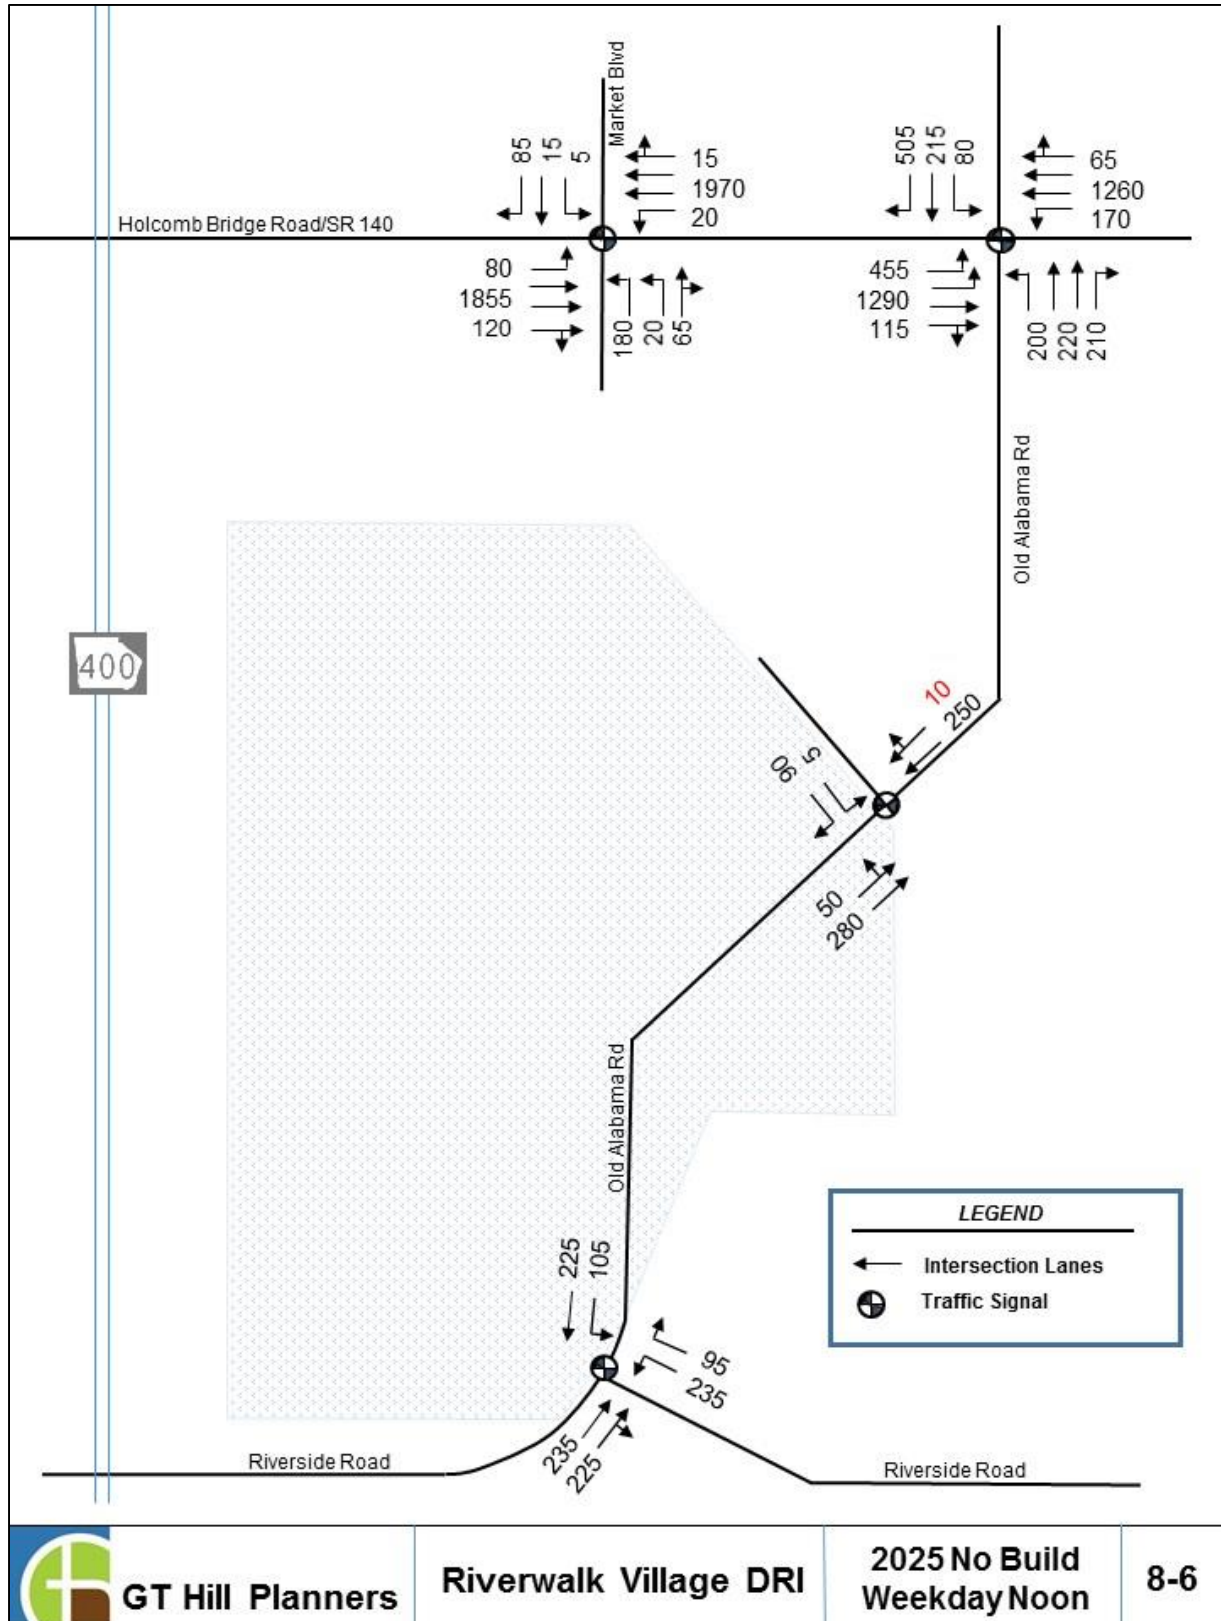 Market Blvd
85
15
5
15
1970
20
505
215
80
65
1260
170
Holcomb Bridge Road/SR 140
80
1855
120
180
20
65
455
1290
115
200
220
210
Old Alabama Rd
400
10
250
5
90
50
280
Old Alabama Rd
225
105
95
235
235
225
Riverside Road
Riverside Road
LEGEND
Intersection Lanes
Traffic Signal
GT Hill Planners
Riverwalk Village DRI
2025 No Build
Weekday Noon
8-6